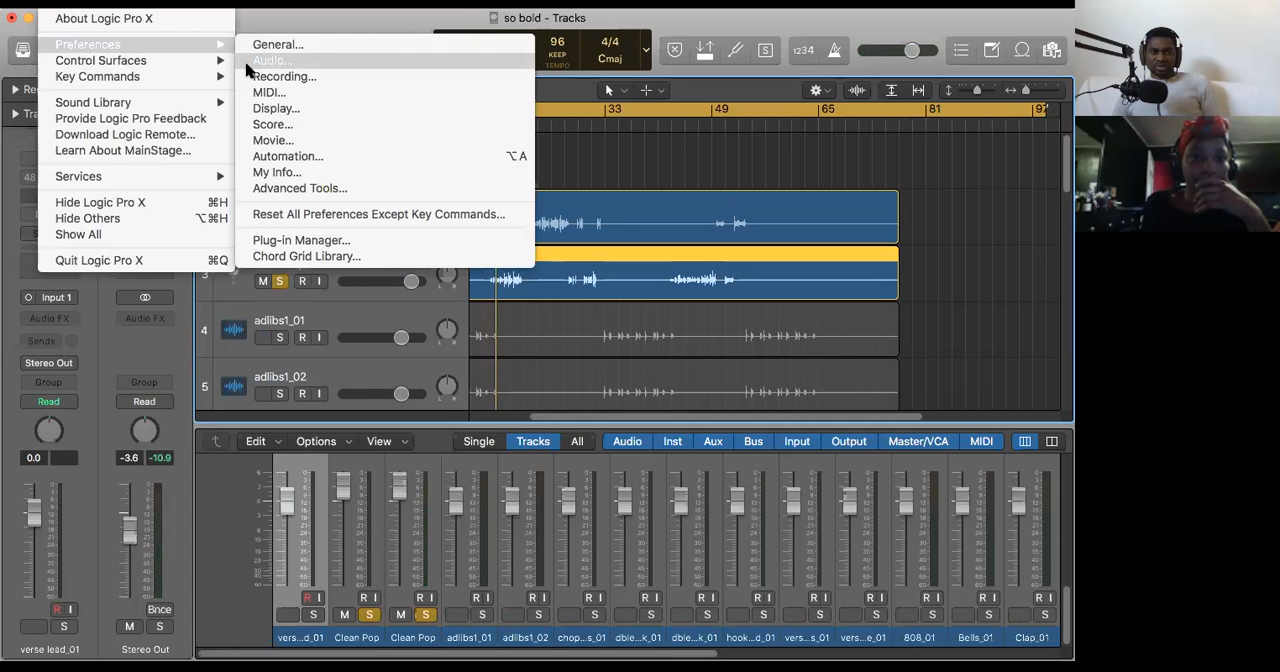 About Logic Pro X
Preferences
Control Surfaces
Key Commands
Sound Library
Provide Logic Pro Feedback
Download Logic Remote...
Learn About MainStage...
Services
Hide Logic Pro X ⌘H
Hide Others ⌥⌘H
Show All
Quit Logic Pro X ⌘Q
General...
Audio...
Recording...
MIDI...
Display...
Score...
Movie...
Automation... ⌥A
My Info...
Advanced Tools...
Reset All Preferences Except Key Commands...
Plug-in Manager...
Chord Grid Library...
so bold - Tracks
96 4/4
KEEP
TEMPO Cmaj
S 1234
33 49 65 81 97
3 M S R I
4 adlibs1_01
S R I
5 adlibs1_02
S R I
L R
Input 1
Audio FX Audio FX
Sends
Stereo Out
Group Group
Read Read
0.0 -3.6 -10.9
R I Bnce
M S M S
verse lead_01 Stereo Out
Edit Options View Single Tracks All Audio Inst Aux Bus Input Output Master/VCA MIDI
vers...d_01 Clean Pop Clean Pop adlibs1_01 adlibs1_02 chop...s_01 dble...k_01 dble...k_01 hook...d_01 vers...s_01 vers...e_01 808_01 Bells_01 Clap_01